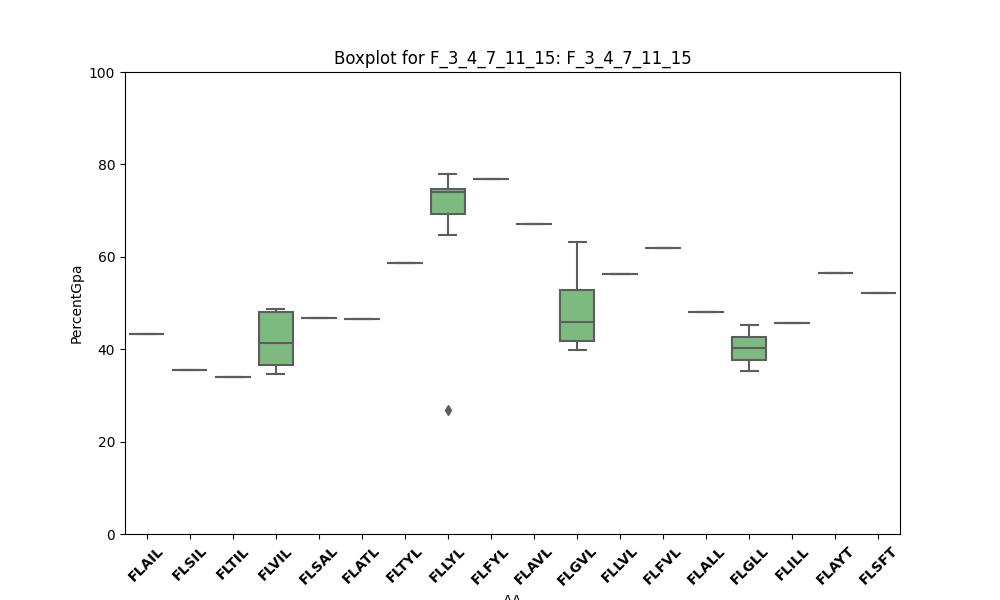 Boxplot for F_3_4_7_11_15: F_3_4_7_11_15
PercentGpa
100
80
60
40
20
0
FLAIL
FLSIL
FLTIL
FLVIL
FLSAL
FLATL
FLTYL
FLLYL
FLFYL
FLAVL
FLGVL
FLLVL
FLFVL
FLALL
FLGLL
FLILL
FLAYT
FLSFT
AA